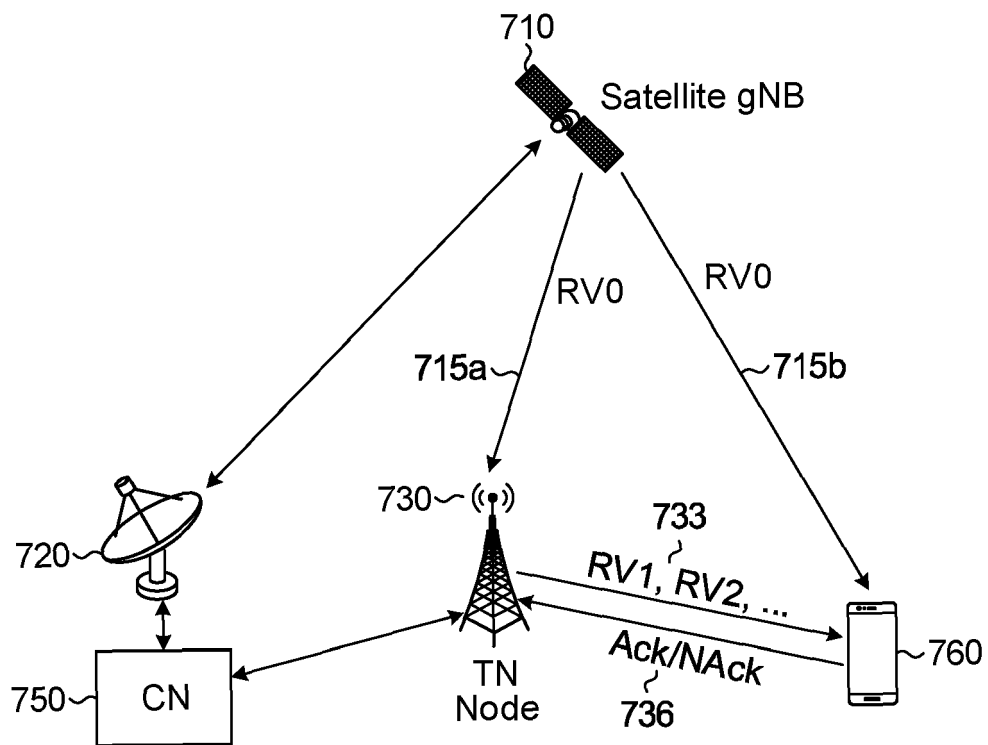 710
Satellite gNB
RV0
RV0
715a
715b
730
733
720
RV1, RV2, ...
Ack/NAck
760
750
CN
TN
Node
736